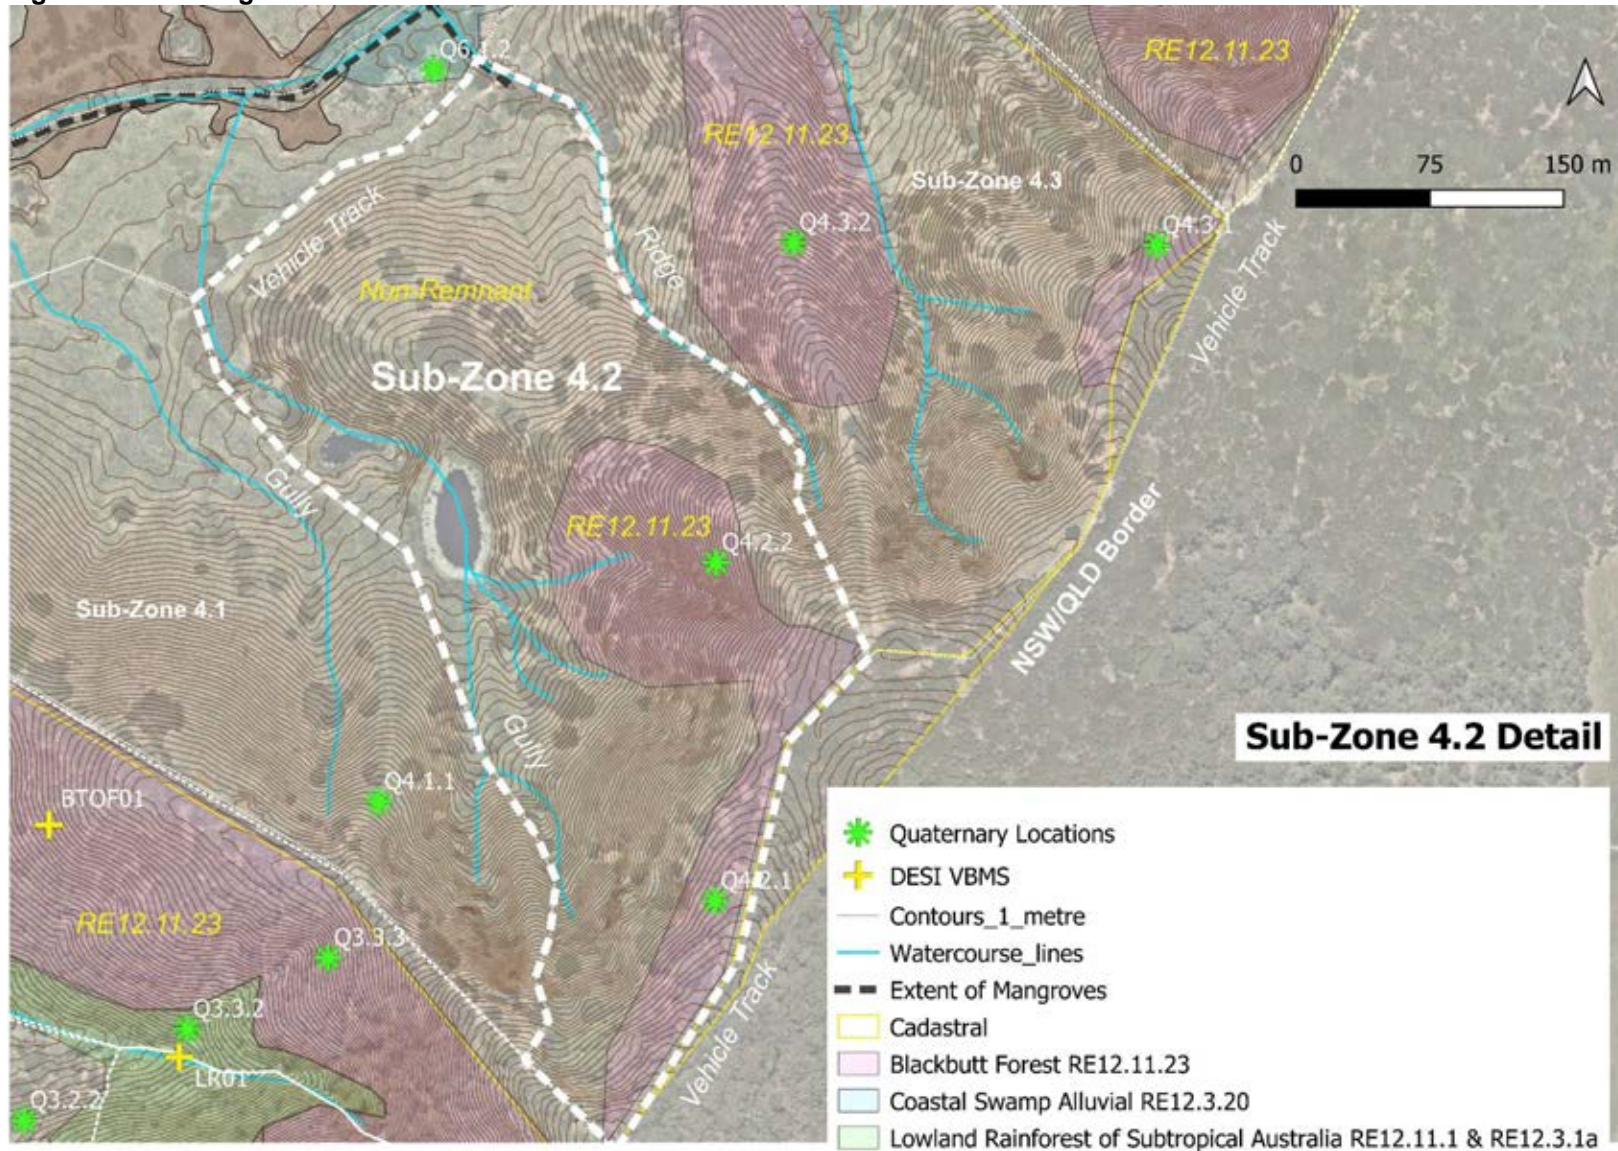 Q6.1.2
RE12.11.23
RE12.11.23
0 75 150 m
Sub-Zone 4.3
Q4.3.2
Q4.3.1
Vehicle Track
Ridge
Non-Remnant
Vehicle Track
Sub-Zone 4.2
Gully
RE12.11.23
Q4.2.2
NSW/QLD Border
Sub-Zone 4.1
Gully
Sub-Zone 4.2 Detail
Q4.1.1
BTOF01
Q4.2.1
RE12.11.23
Q3.3.3
Vehicle Track
Q3.3.2
LR01
Q3.2.2
Quaternary Locations
DESI VBMS
Contours_1_metre
Watercourse_lines
Extent of Mangroves
Cadastral
Blackbutt Forest RE12.11.23
Coastal Swamp Alluvial RE12.3.20
Lowland Rainforest of Subtropical Australia RE12.11.1 & RE12.3.1a